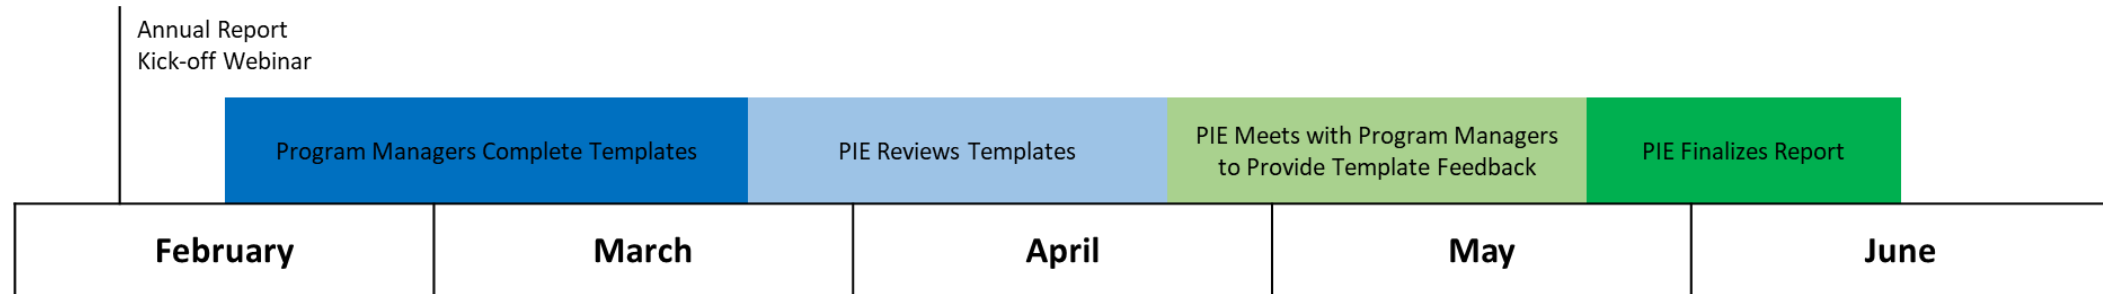 Annual Report
Kick-off Webinar
Program Managers Complete Templates
PIE Reviews Templates
PIE Meets with Program Managers
to Provide Template Feedback
PIE Finalizes Report
February
March
April
May
June